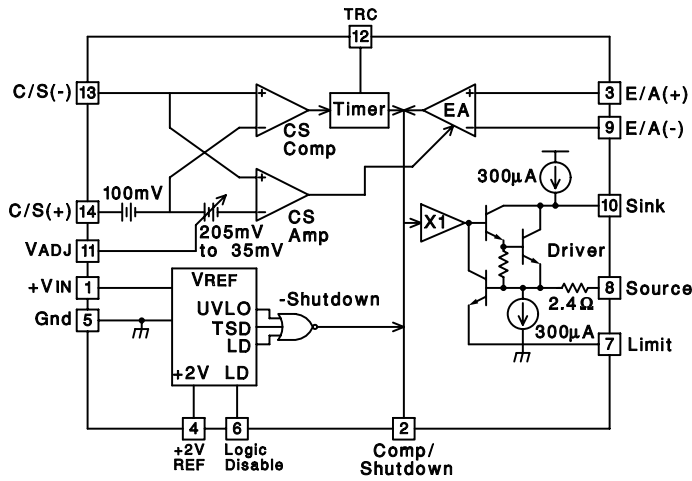 TRC
12
C/S(-) 13
3 E/A(+)
Timer
EA
CS
Comp
9 E/A(-)
300µA
100mV
C/S(+) 14
10 Sink
CS
Amp
205mV
to 35mV
X1
Driver
VADJ 11
+VIN 1
VREF
-Shutdown
8 Source
2.4Ω
UVLO
TSD
LD
Gnd 5
300µA
7 Limit
+2V LD
4
6
2
+2V
REF
Logic
Disable
Comp/
Shutdown